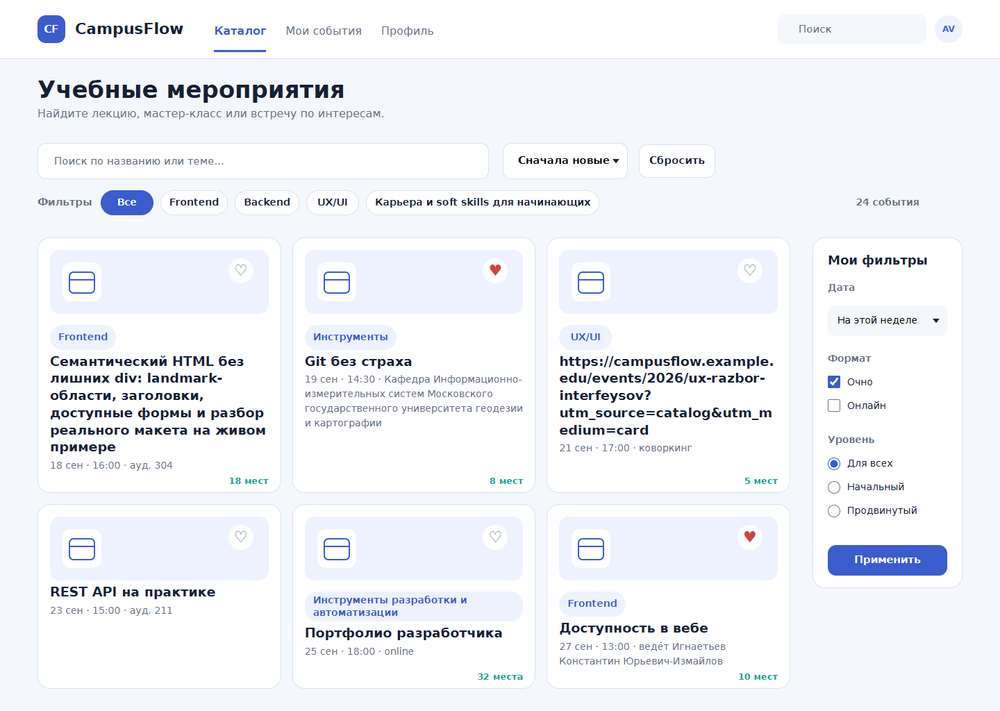 CF
CampusFlow
Каталог
Мои события
Профиль
Поиск
AV
Учебные мероприятия
Найдите лекцию, мастер-класс или встречу по интересам.
Поиск по названию или теме...
Сначала новые
Сбросить
Фильтры
Все
Frontend
Backend
UX/UI
Карьера и soft skills для начинающих
24 события
Frontend
Семантический HTML без
лишних div: landmark-
области, заголовки,
доступные формы и разбор
реального макета на живом
примере
18 сен · 16:00 · ауд. 304
18 мест
Инструменты
Git без страха
19 сен · 14:30 · Кафедра Информационно-
измерительных систем Московского
государственного университета геодезии
и картографии
8 мест
UX/UI
https://campusflow.example.
edu/events/2026/ux-razbor-
interfeysov?
utm_source=catalog&utm_m
edium=card
21 сен · 17:00 · коворкинг
5 мест
REST API на практике
23 сен · 15:00 · ауд. 211
Инструменты разработки и
автоматизации
Портфолио разработчика
25 сен · 18:00 · online
32 места
Frontend
Доступность в вебе
27 сен · 13:00 · ведёт Игнаетьев
Константин Юрьевич-Измайлов
10 мест
Мои фильтры
Дата
На этой неделе
Формат
Очно
Онлайн
Уровень
Для всех
Начальный
Продвинутый
Применить